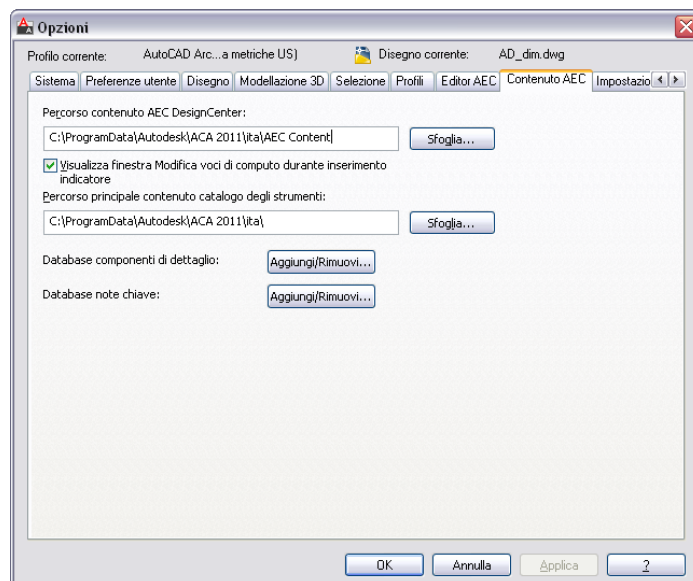 Opzioni
Profilo corrente: AutoCAD Arc...a metriche US) Disegno corrente: AD_dim.dwg
Sistema Preferenze utente Disegno Modellazione 3D Selezione Profili Editor AEC Contenuto AEC Impostazio
Percorso contenuto AEC DesignCenter:
C:\ProgramData\Autodesk\ACA 2011\ita\AEC Content Sfoglia...
Visualizza finestra Modifica voci di computo durante inserimento
indicatore
Percorso principale contenuto catalogo degli strumenti:
C:\ProgramData\Autodesk\ACA 2011\ita\ Sfoglia...
Database componenti di dettaglio: Aggiungi/Rimuovi...
Database note chiave: Aggiungi/Rimuovi...
OK Annulla Applica ?